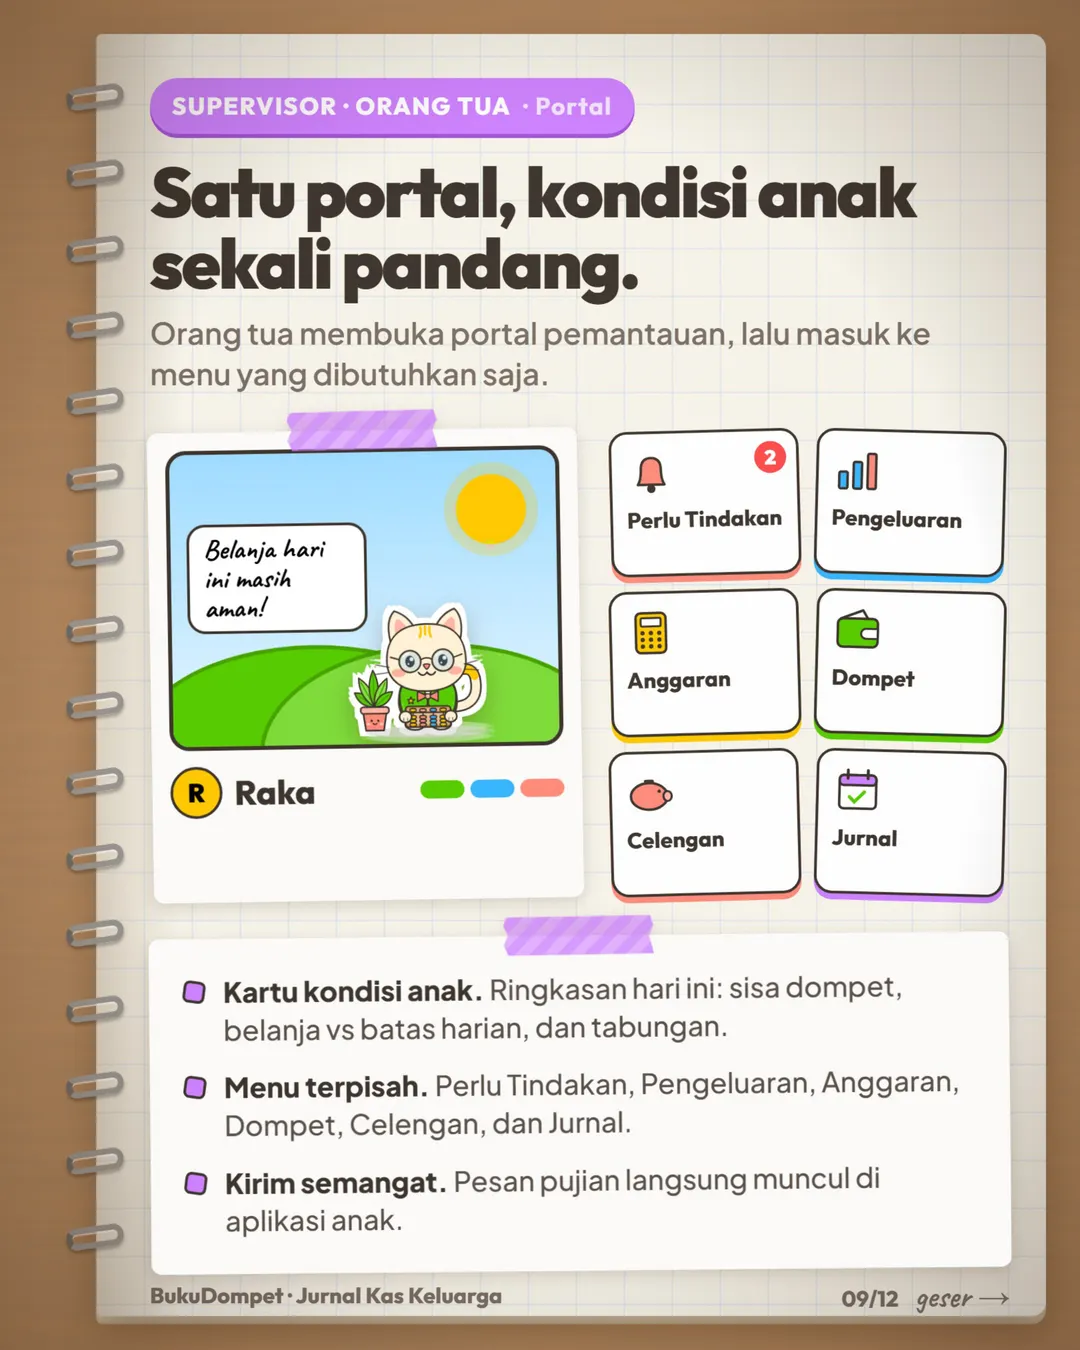 SUPERVISOR · ORANG TUA · Portal
Satu portal, kondisi anak
sekali pandang.
Orang tua membuka portal pemantauan, lalu masuk ke
menu yang dibutuhkan saja.
Belanja hari
ini masih
aman!
R Raka
2
Perlu Tindakan
Pengeluaran
Anggaran
Dompet
Celengan
Jurnal
Kartu kondisi anak. Ringkasan hari ini: sisa dompet,
belanja vs batas harian, dan tabungan.
Menu terpisah. Perlu Tindakan, Pengeluaran, Anggaran,
Dompet, Celengan, dan Jurnal.
Kirim semangat. Pesan pujian langsung muncul di
aplikasi anak.
BukuDompet · Jurnal Kas Keluarga
09/12 geser →